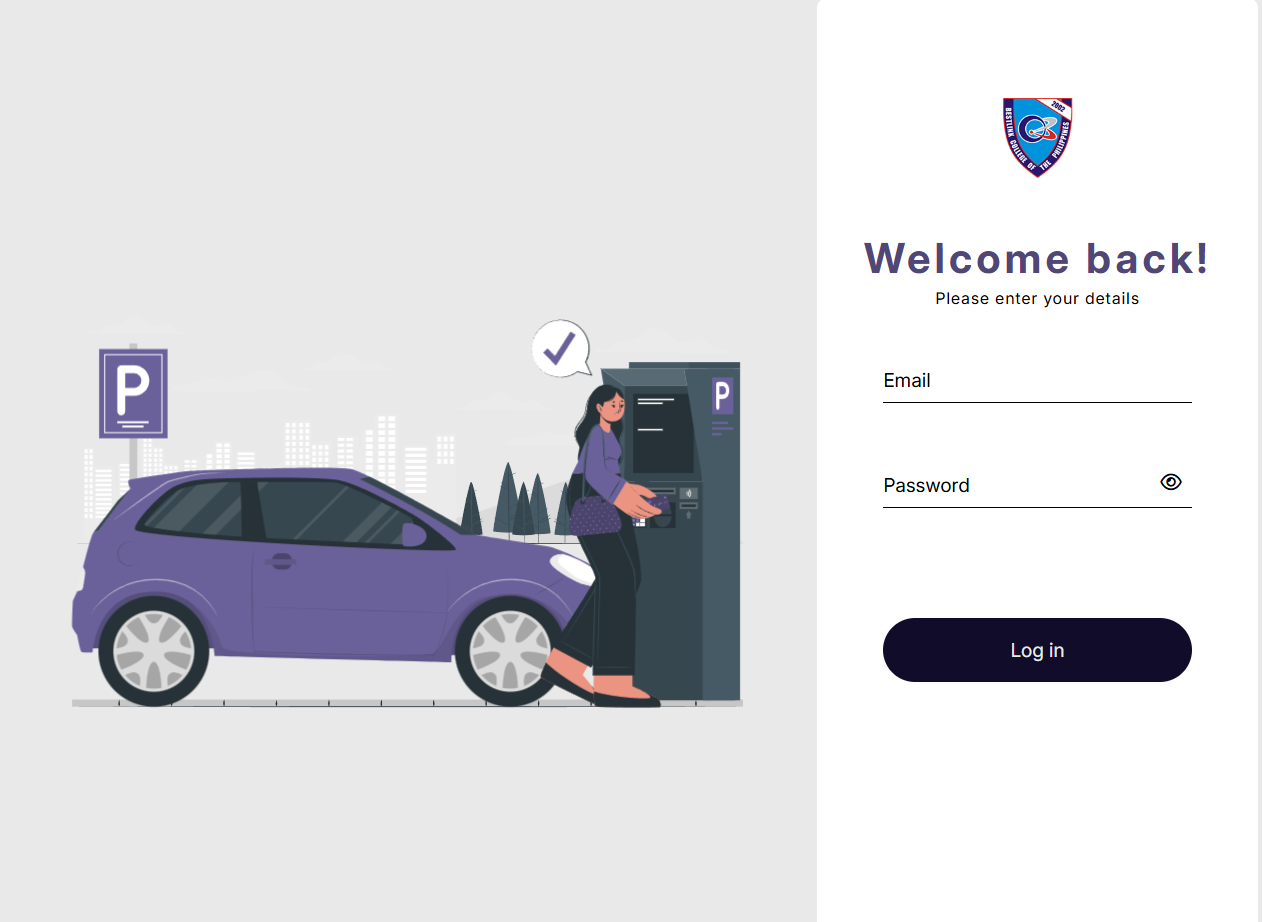 P
P
2002
BESTLINK COLLEGE OF THE PHILIPPINES
Welcome back!
Please enter your details
Email
Password
Log in